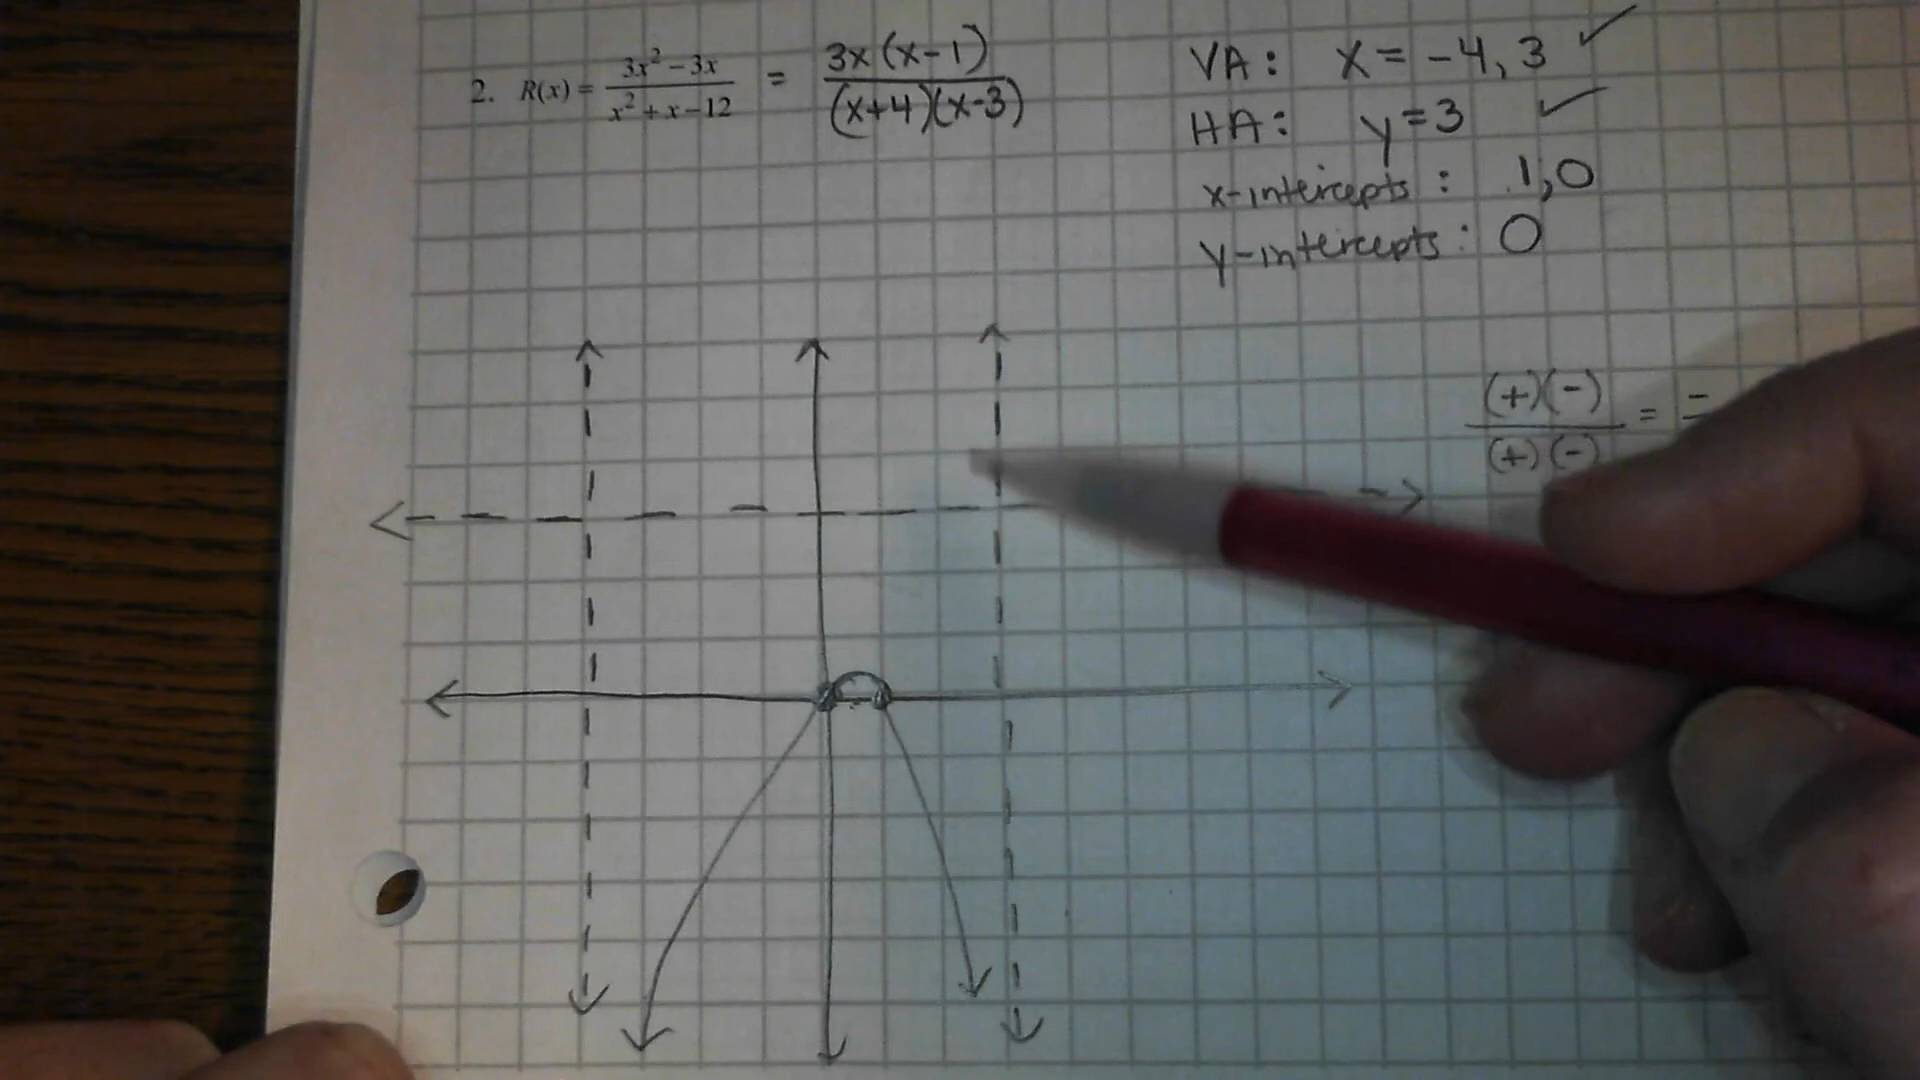 2. R(x) = (3x² - 3x)/(x² + x - 12) = 3x(x-1)/((x+4)(x-3))
VA: x = -4, 3 ✓
HA: y = 3 ✓
x-intercepts: 1, 0
y-intercepts: 0
(+)(-)/((+)(-)) =